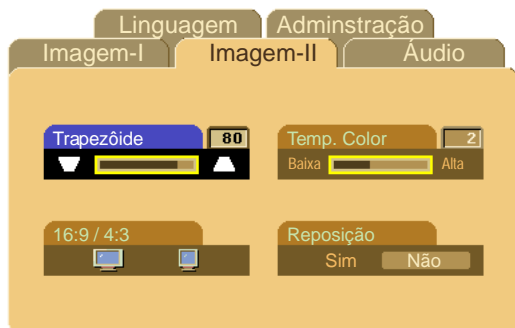 Linguagem Adminstração
Imagem-I Imagem-II Áudio
Trapezôide 80 Temp. Color 2
Baixa Alta
16:9 / 4:3 Reposição
Sim Não